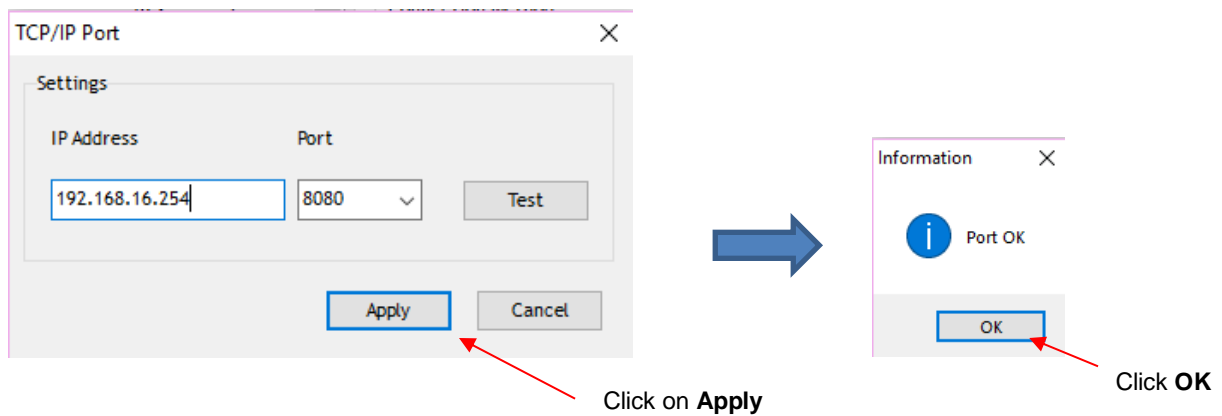 TCP/IP Port
Settings
IP Address Port
192.168.16.254 8080 Test
Apply Cancel
Click on Apply
Information
Port OK
OK
Click OK